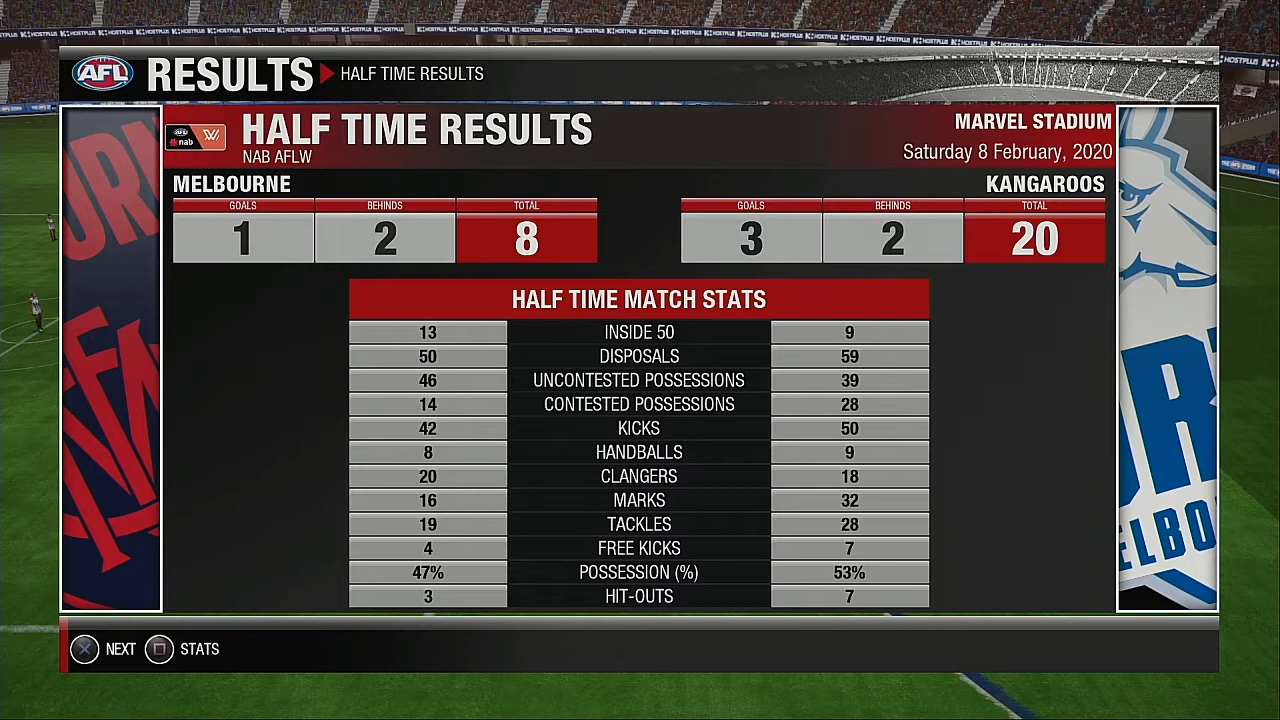 AFL RESULTS HALF TIME RESULTS
AFL nab W HALF TIME RESULTS
NAB AFLW
MARVEL STADIUM
Saturday 8 February, 2020
MELBOURNE
KANGAROOS
GOALS BEHINDS TOTAL
1 2 8
GOALS BEHINDS TOTAL
3 2 20
HALF TIME MATCH STATS
13 INSIDE 50 9
50 DISPOSALS 59
46 UNCONTESTED POSSESSIONS 39
14 CONTESTED POSSESSIONS 28
42 KICKS 50
8 HANDBALLS 9
20 CLANGERS 18
16 MARKS 32
19 TACKLES 28
4 FREE KICKS 7
47% POSSESSION (%) 53%
3 HIT-OUTS 7
NEXT STATS
HOSTPLUS